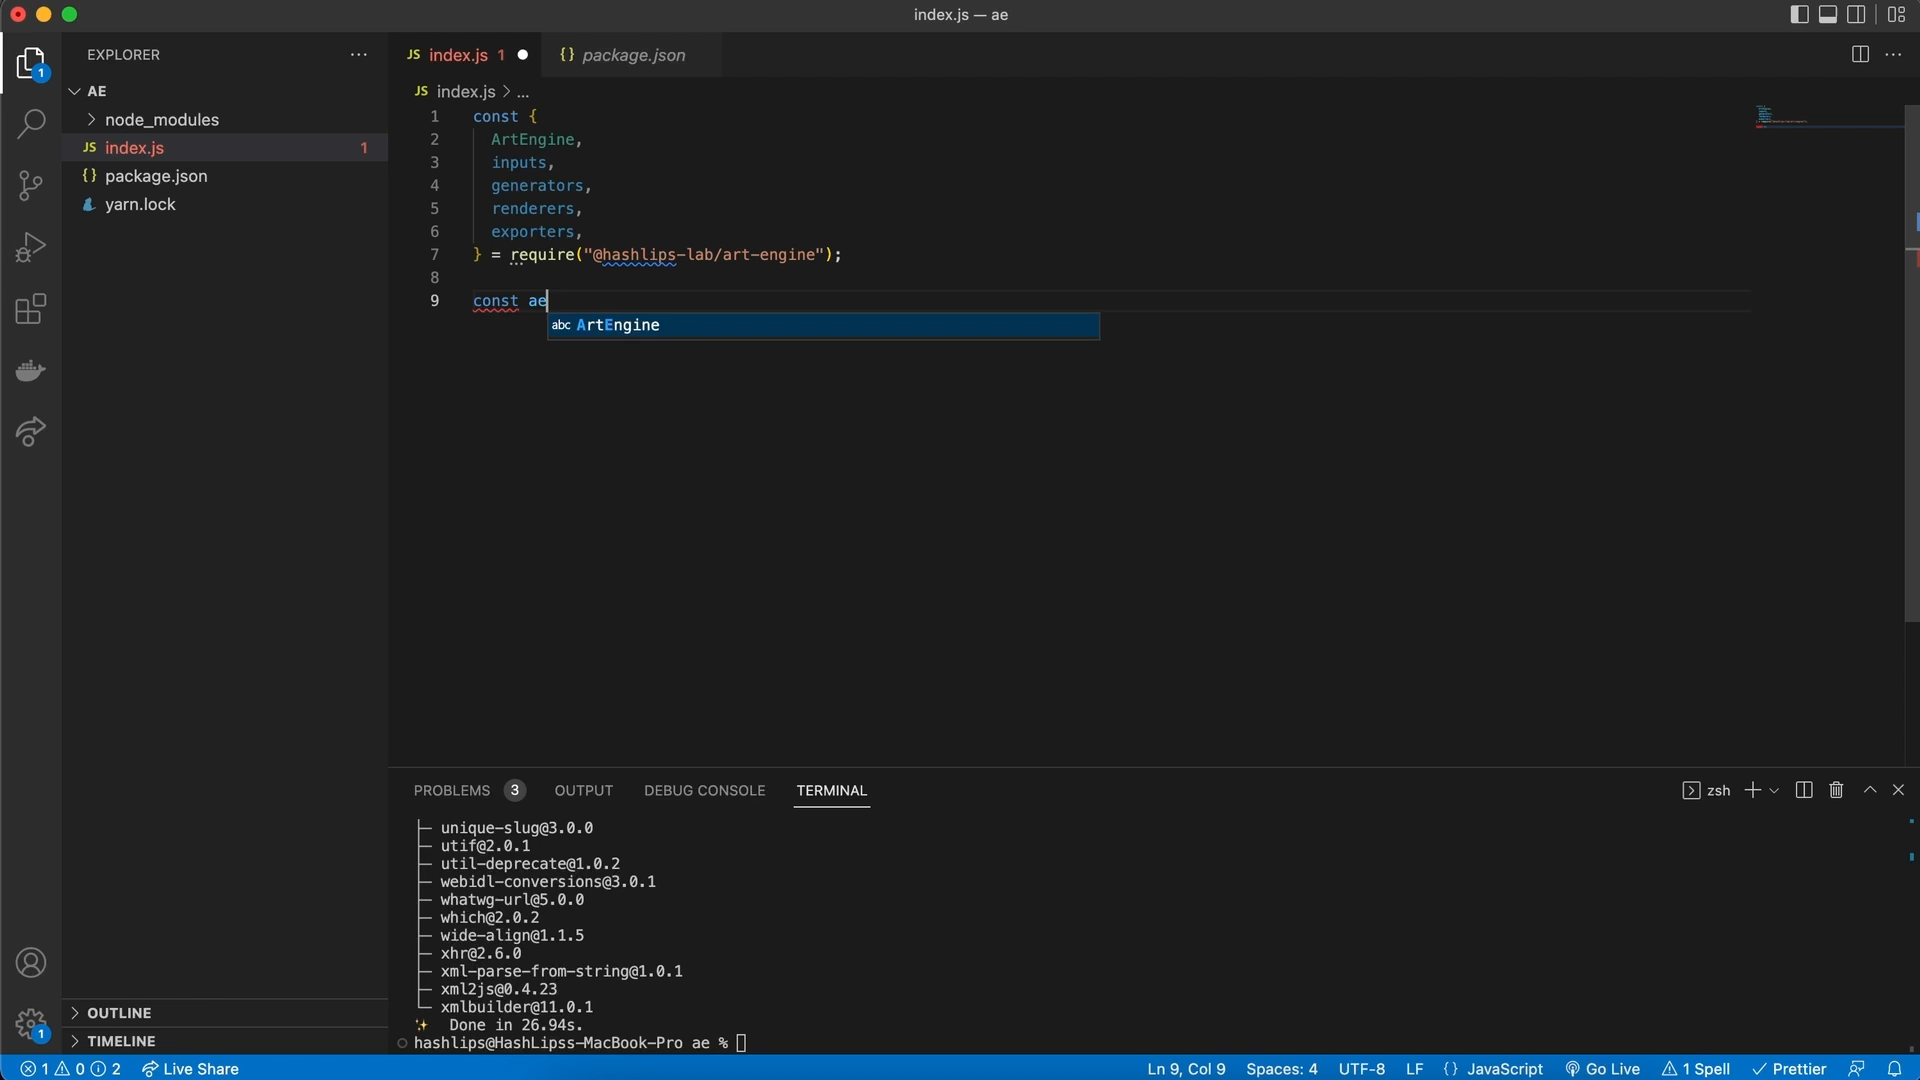 index.js — ae
EXPLORER
AE
node_modules
JS index.js 1
{} package.json
yarn.lock
OUTLINE
TIMELINE
1
1
JS index.js 1
{} package.json
JS index.js > ...
1 const {
2 ArtEngine,
3 inputs,
4 generators,
5 renderers,
6 exporters,
7 } = require("@hashlips-lab/art-engine");
8
9 const ae
abc ArtEngine
PROBLEMS 3 OUTPUT DEBUG CONSOLE TERMINAL
zsh
├─ unique-slug@3.0.0
├─ utif@2.0.1
├─ util-deprecate@1.0.2
├─ webidl-conversions@3.0.1
├─ whatwg-url@5.0.0
├─ which@2.0.2
├─ wide-align@1.1.5
├─ xhr@2.6.0
├─ xml-parse-from-string@1.0.1
├─ xml2js@0.4.23
└─ xmlbuilder@11.0.1
✨ Done in 26.94s.
hashlips@HashLipss-MacBook-Pro ae %
1 0 2 Live Share Ln 9, Col 9 Spaces: 4 UTF-8 LF {} JavaScript Go Live 1 Spell Prettier